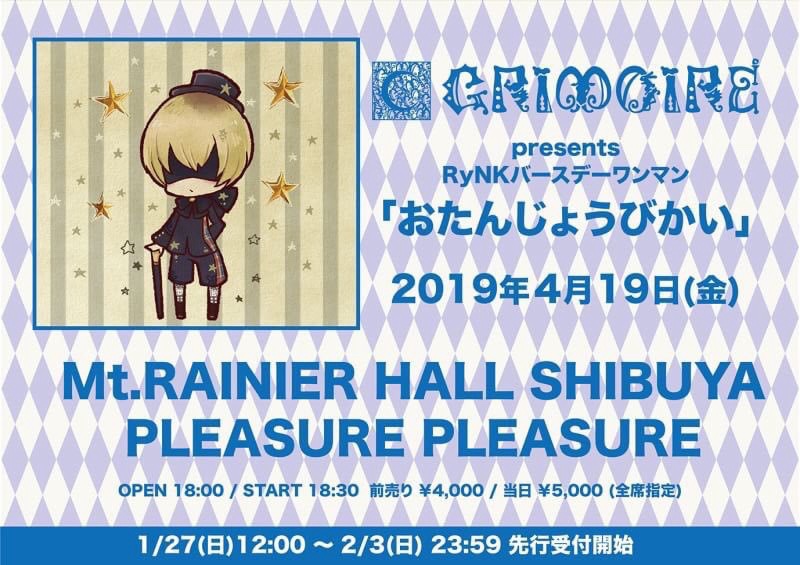 GRIMOIRE
presents
RyNKバースデーワンマン
「おたんじょうびかい」
2019年4月19日(金)
Mt.RAINIER HALL SHIBUYA
PLEASURE PLEASURE
OPEN 18:00 / START 18:30 前売り ¥4,000 / 当日 ¥5,000 (全席指定)
1/27(日)12:00 ～ 2/3(日) 23:59 先行受付開始